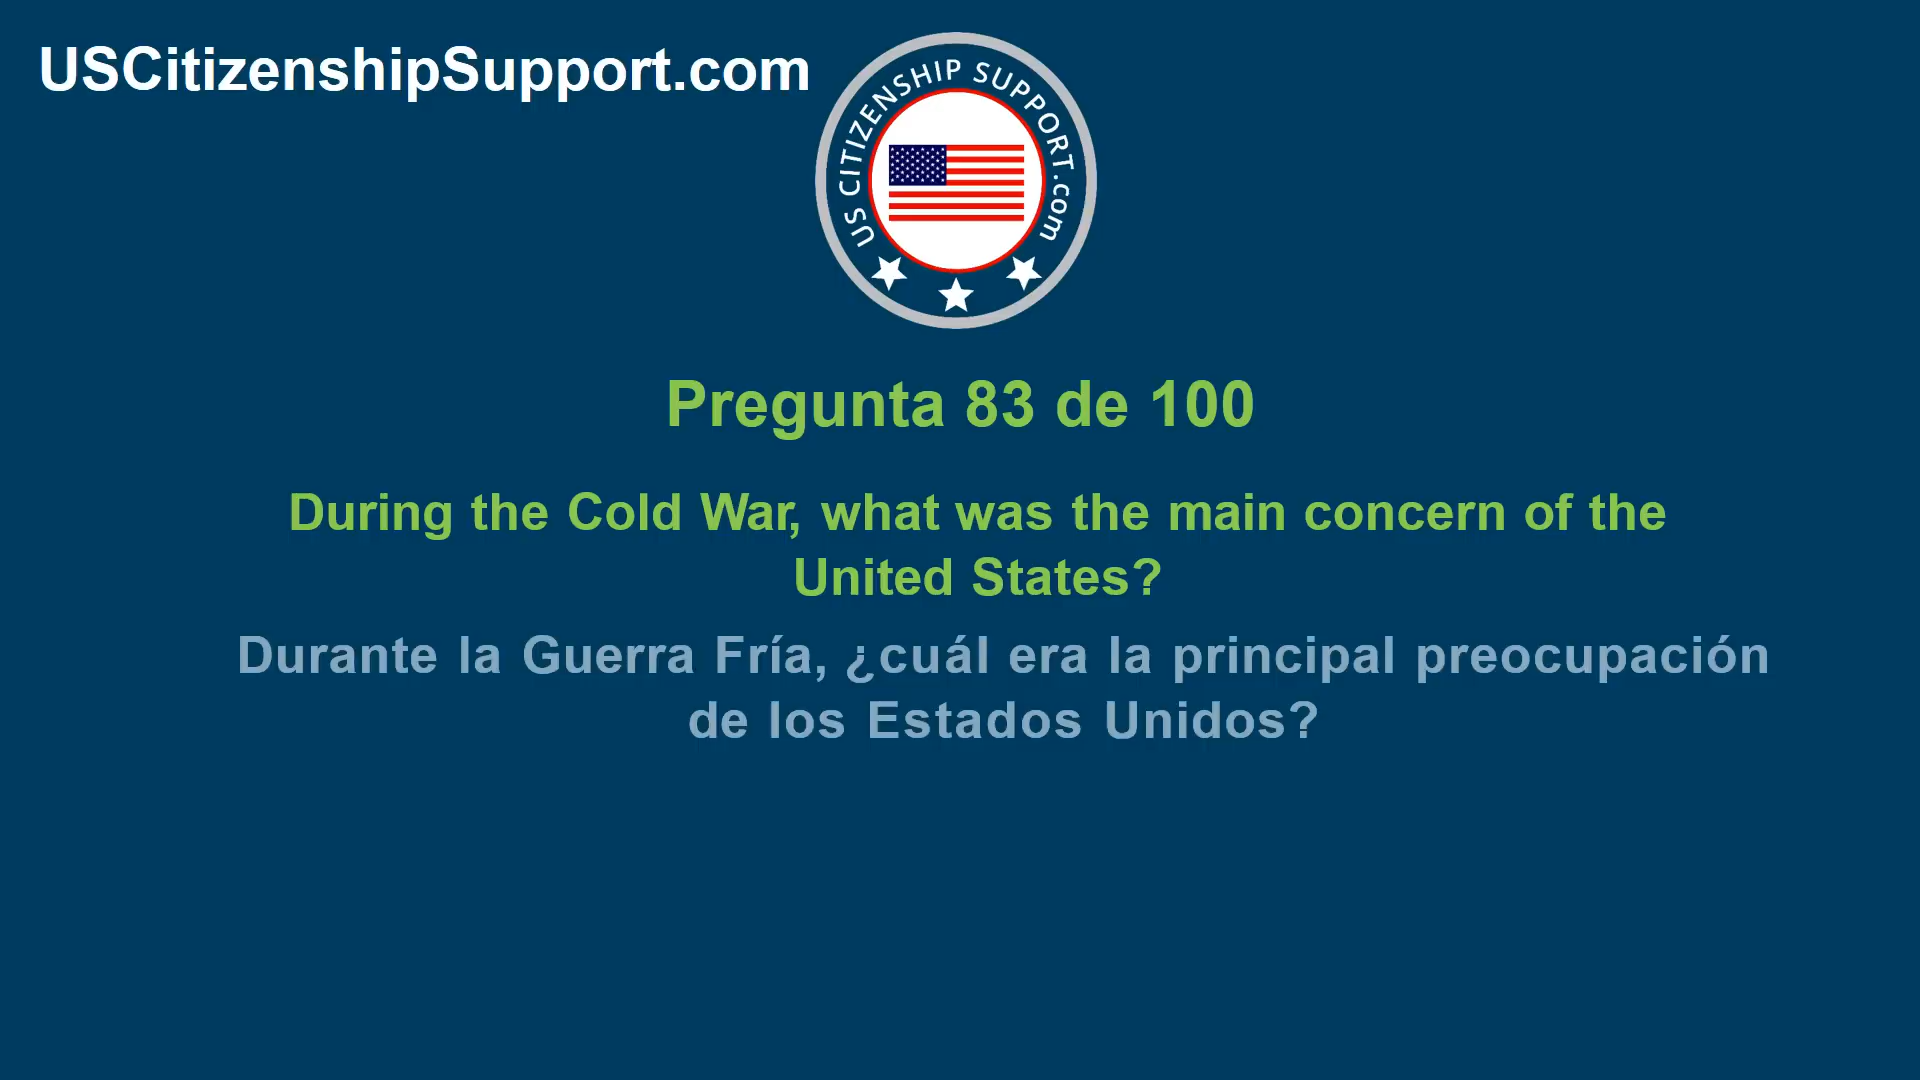 USCitizenshipSupport.com
US CITIZENSHIP SUPPORT.com
Pregunta 83 de 100
During the Cold War, what was the main concern of the
United States?
Durante la Guerra Fría, ¿cuál era la principal preocupación
de los Estados Unidos?